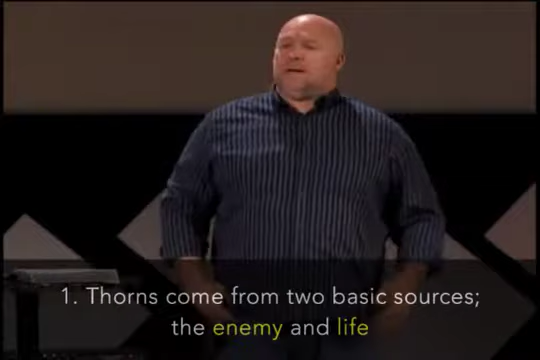 1. Thorns come from two basic sources;
the enemy and life